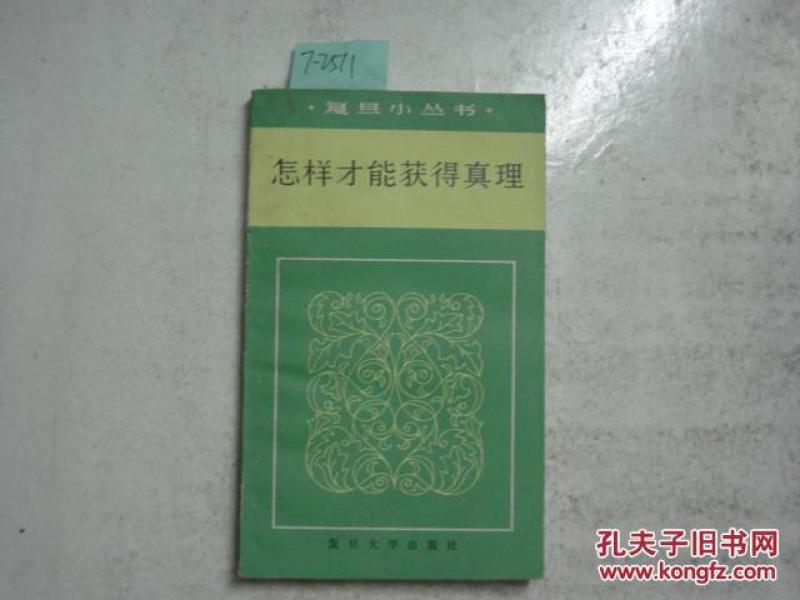 7-2511
·复旦小丛书·
怎样才能获得真理
复旦大学出版社
孔夫子旧书网
www.kongfz.com